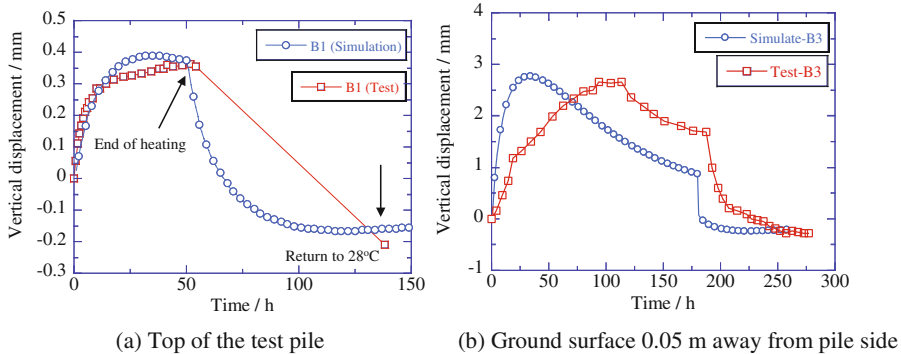 0.5
0.4
0.3
0.2
0.1
0
-0.1
-0.2
-0.3
Vertical displacement / mm
B1 (Simulation)
B1 (Test)
End of heating
Return to 28°C
0 50 100 150
Time / h
(a) Top of the test pile
4
3
2
1
0
-1
Vertical displacement / mm
Simulate-B3
Test-B3
0 50 100 150 200 250 300
Time / h
(b) Ground surface 0.05 m away from pile side